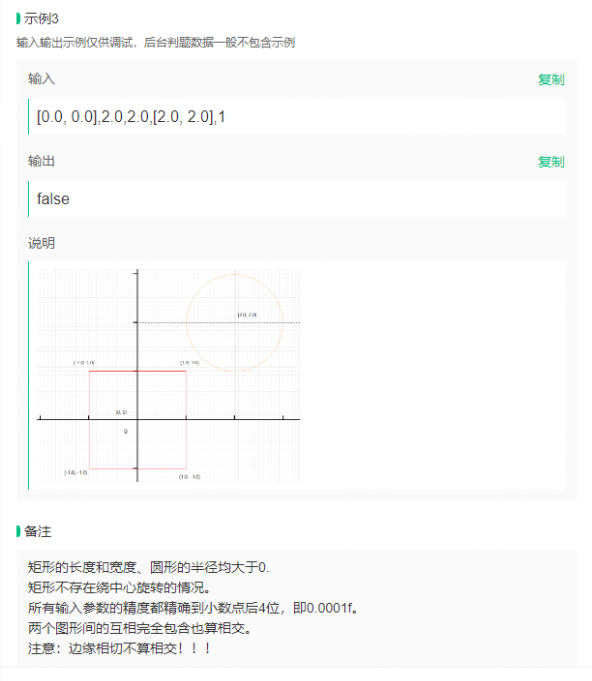 示例3
输入输出示例仅供调试，后台判题数据一般不包含示例
输入
复制
[0.0, 0.0],2.0,2.0,[2.0, 2.0],1
输出
复制
false
说明
(2.0, 2.0)
(-1.0, 1.0)
(1.0, 1.0)
(0, 0)
0
(-1.0, -1.0)
备注
矩形的长度和宽度、圆形的半径均大于0.
矩形不存在绕中心旋转的情况。
所有输入参数的精度都精确到小数点后4位，即0.0001f。
两个图形间的互相完全包含也算相交。
注意：边缘相切不算相交！！！